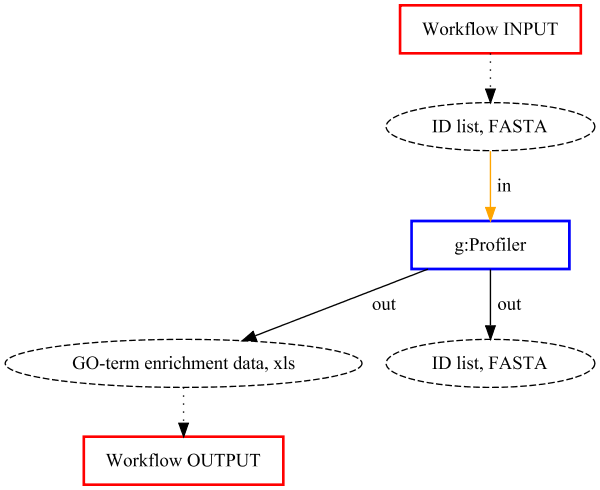 Workflow INPUT
ID list, FASTA
in
g:Profiler
out
out
GO-term enrichment data, xls
ID list, FASTA
Workflow OUTPUT